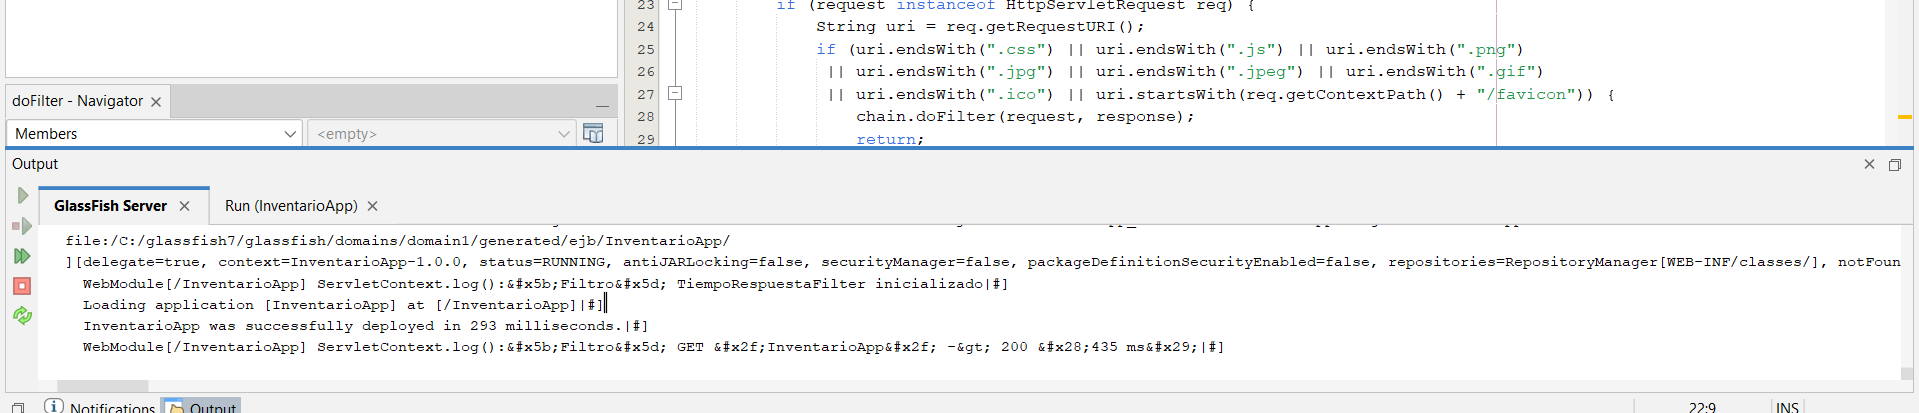 23 if (request instanceof HttpServletRequest req) {
24 String uri = req.getRequestURI();
25 if (uri.endsWith(".css") || uri.endsWith(".js") || uri.endsWith(".png")
26 || uri.endsWith(".jpg") || uri.endsWith(".jpeg") || uri.endsWith(".gif")
27 || uri.endsWith(".ico") || uri.startsWith(req.getContextPath() + "/favicon")) {
28 chain.doFilter(request, response);
29 return;
doFilter - Navigator
Members
<empty>
Output
GlassFish Server
Run (InventarioApp)
file:/C:/glassfish7/glassfish/domains/domain1/generated/ejb/InventarioApp/
][delegate=true, context=InventarioApp-1.0.0, status=RUNNING, antiJARLocking=false, securityManager=false, packageDefinitionSecurityEnabled=false, repositories=RepositoryManager[WEB-INF/classes/], notFoun
WebModule[/InventarioApp] ServletContext.log():&#x5b;Filtro&#x5d; TiempoRespuestaFilter inicializado|#]
Loading application [InventarioApp] at [/InventarioApp]|#]
InventarioApp was successfully deployed in 293 milliseconds.|#]
WebModule[/InventarioApp] ServletContext.log():&#x5b;Filtro&#x5d; GET &#x2f;InventarioApp&#x2f; -&gt; 200 &#x28;435 ms&#x29;|#]
Notifications
Output
22:9
INS